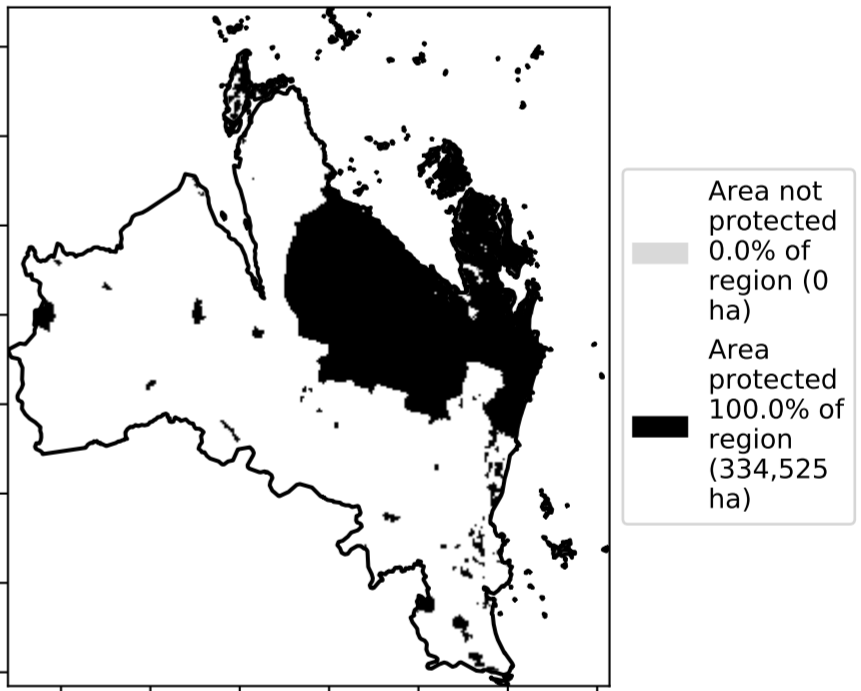 Area not
protected
0.0% of
region (0
ha)
Area
protected
100.0% of
region
(334,525
ha)